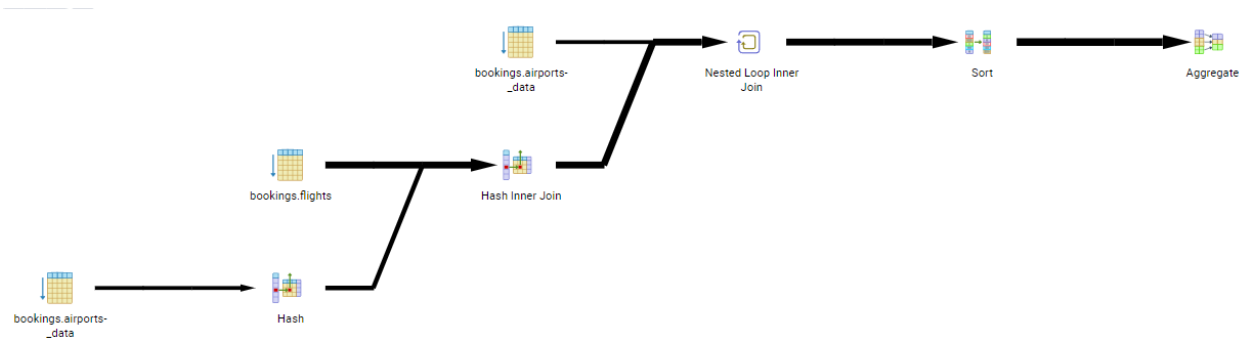 bookings.airports-
_data
Nested Loop Inner
Join
Sort
Aggregate
bookings.flights
Hash Inner Join
bookings.airports-
_data
Hash